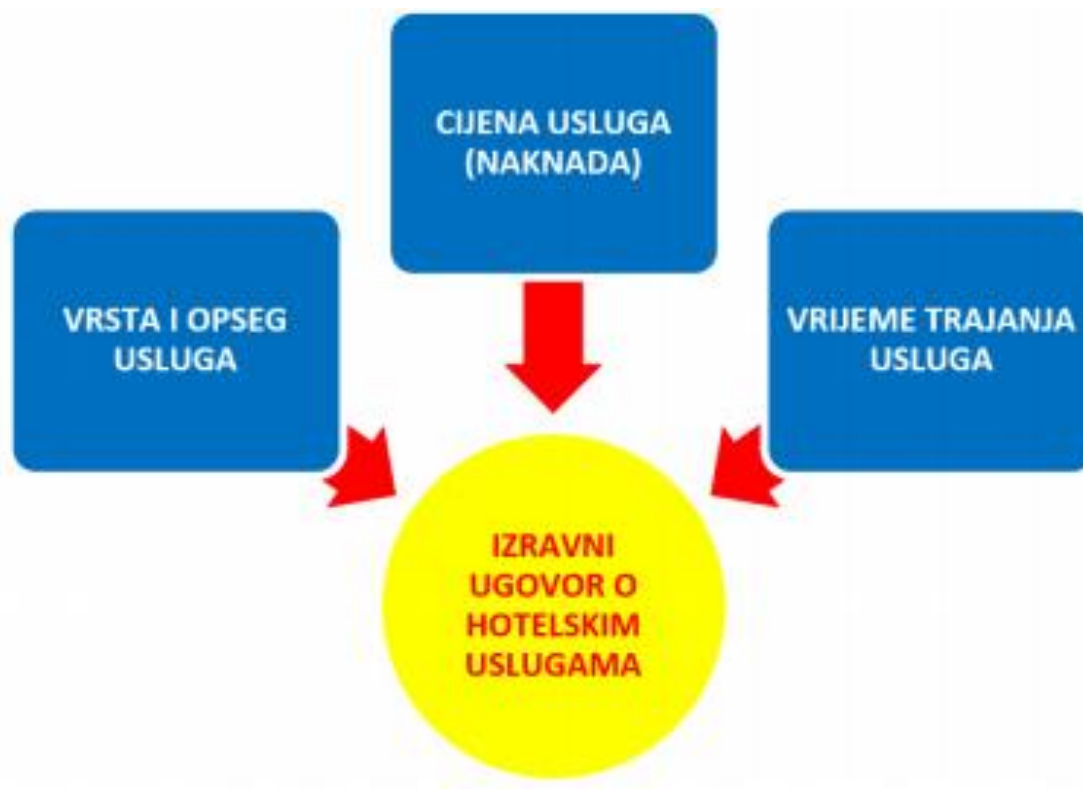 CIJENA USLUGA
(NAKNADA)
VRSTA I OPSEG
USLUGA
VRIJEME TRAJANJA
USLUGA
IZRAVNI
UGOVOR O
HOTELSKIM
USLUGAMA